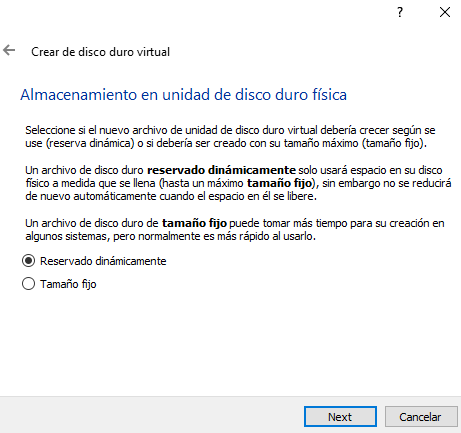 ?
Crear de disco duro virtual
Almacenamiento en unidad de disco duro física
Seleccione si el nuevo archivo de unidad de disco duro virtual debería crecer según se
use (reserva dinámica) o si debería ser creado con su tamaño máximo (tamaño fijo).
Un archivo de disco duro reservado dinámicamente solo usará espacio en su disco
físico a medida que se llena (hasta un máximo tamaño fijo), sin embargo no se reducirá
de nuevo automáticamente cuando el espacio en él se libere.
Un archivo de disco duro de tamaño fijo puede tomar más tiempo para su creación en
algunos sistemas, pero normalmente es más rápido al usarlo.
Reservado dinámicamente
Tamaño fijo
Next Cancelar